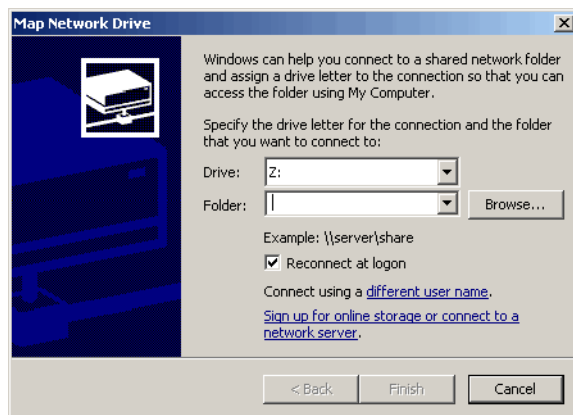 Map Network Drive
Windows can help you connect to a shared network folder
and assign a drive letter to the connection so that you can
access the folder using My Computer.
Specify the drive letter for the connection and the folder
that you want to connect to:
Drive: Z:
Folder: Browse...
Example: \\server\share
Reconnect at logon
Connect using a different user name.
Sign up for online storage or connect to a
network server.
< Back Finish Cancel